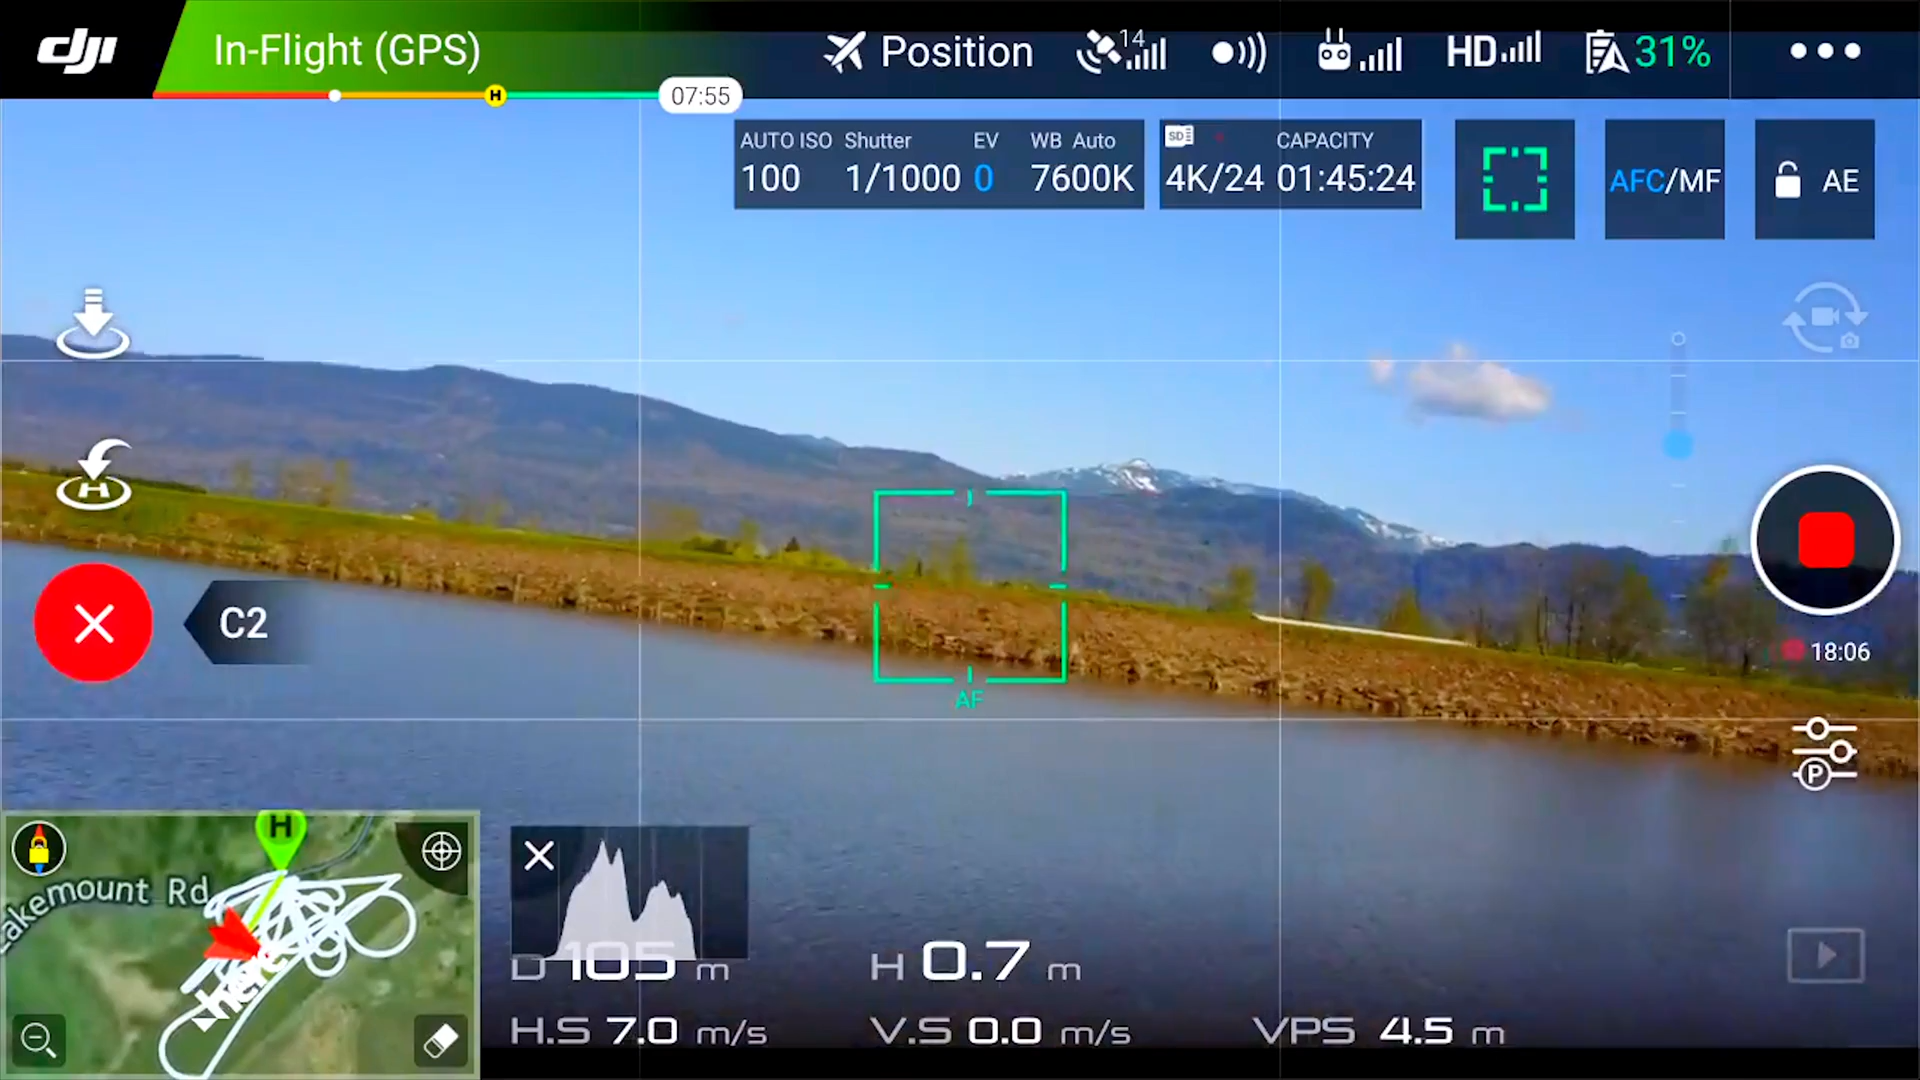 dji In-Flight (GPS) Position 14 HD 31%
H 07:55
AUTO ISO Shutter EV WB Auto
100 1/1000 0 7600K
SD CAPACITY
4K/24 01:45:24
AFC/MF
AE
H
C2
AF
18:06
P
H
Lakemount Rd
D 105 m H 0.7 m
H.S 7.0 m/s V.S 0.0 m/s VPS 4.5 m